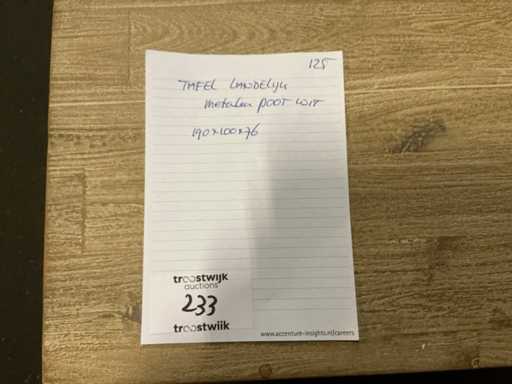 125
TAFEL LANDELIJK
metalen POOT WIT
190x100x76
troostwijk
auctions
233
troostwijk
www.accenture-insights.nl/careers